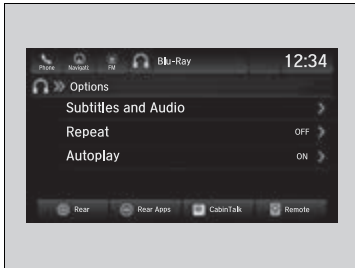 Phone Navigati FM Blu-Ray 12:34
Options
Subtitles and Audio
Repeat OFF
Autoplay ON
Rear Rear Apps CabinTalk Remote